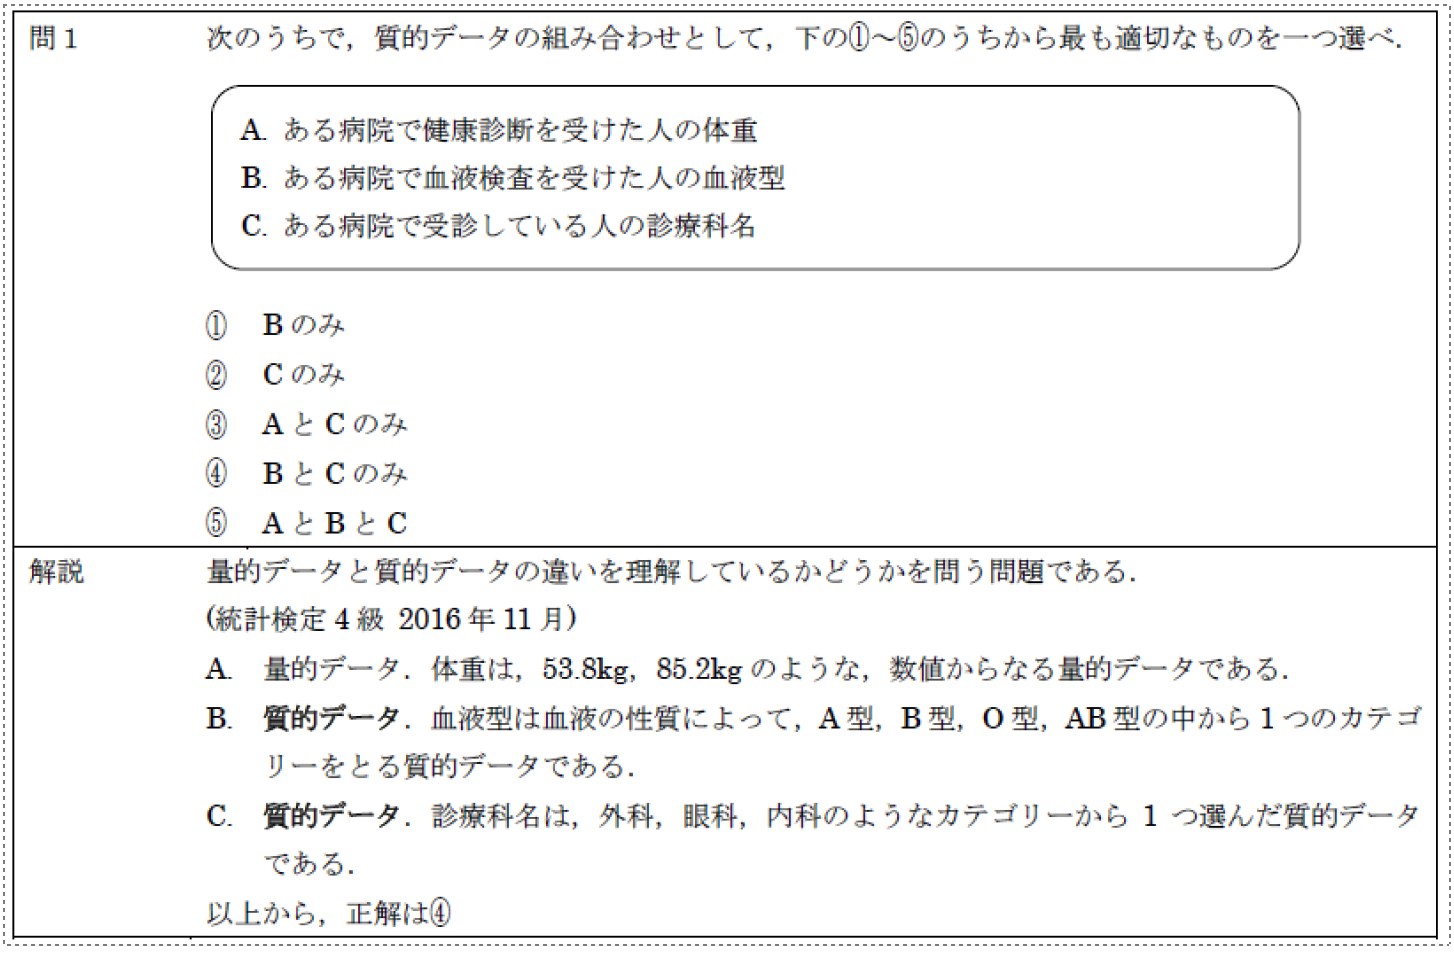 問1 次のうちで，質的データの組み合わせとして，下の①～⑤のうちから最も適切なものを一つ選べ．
A. ある病院で健康診断を受けた人の体重
B. ある病院で血液検査を受けた人の血液型
C. ある病院で受診している人の診療科名
① B のみ
② C のみ
③ A と C のみ
④ B と C のみ
⑤ A と B と C
解説 量的データと質的データの違いを理解しているかどうかを問う問題である．
(統計検定 4 級 2016 年 11 月)
A. 量的データ．体重は，53.8kg，85.2kg のような，数値からなる量的データである．
B. 質的データ．血液型は血液の性質によって，A 型，B 型，O 型，AB 型の中から 1 つのカテゴ
リーをとる質的データである．
C. 質的データ．診療科名は，外科，眼科，内科のようなカテゴリーから 1 つ選んだ質的データ
である．
以上から，正解は④